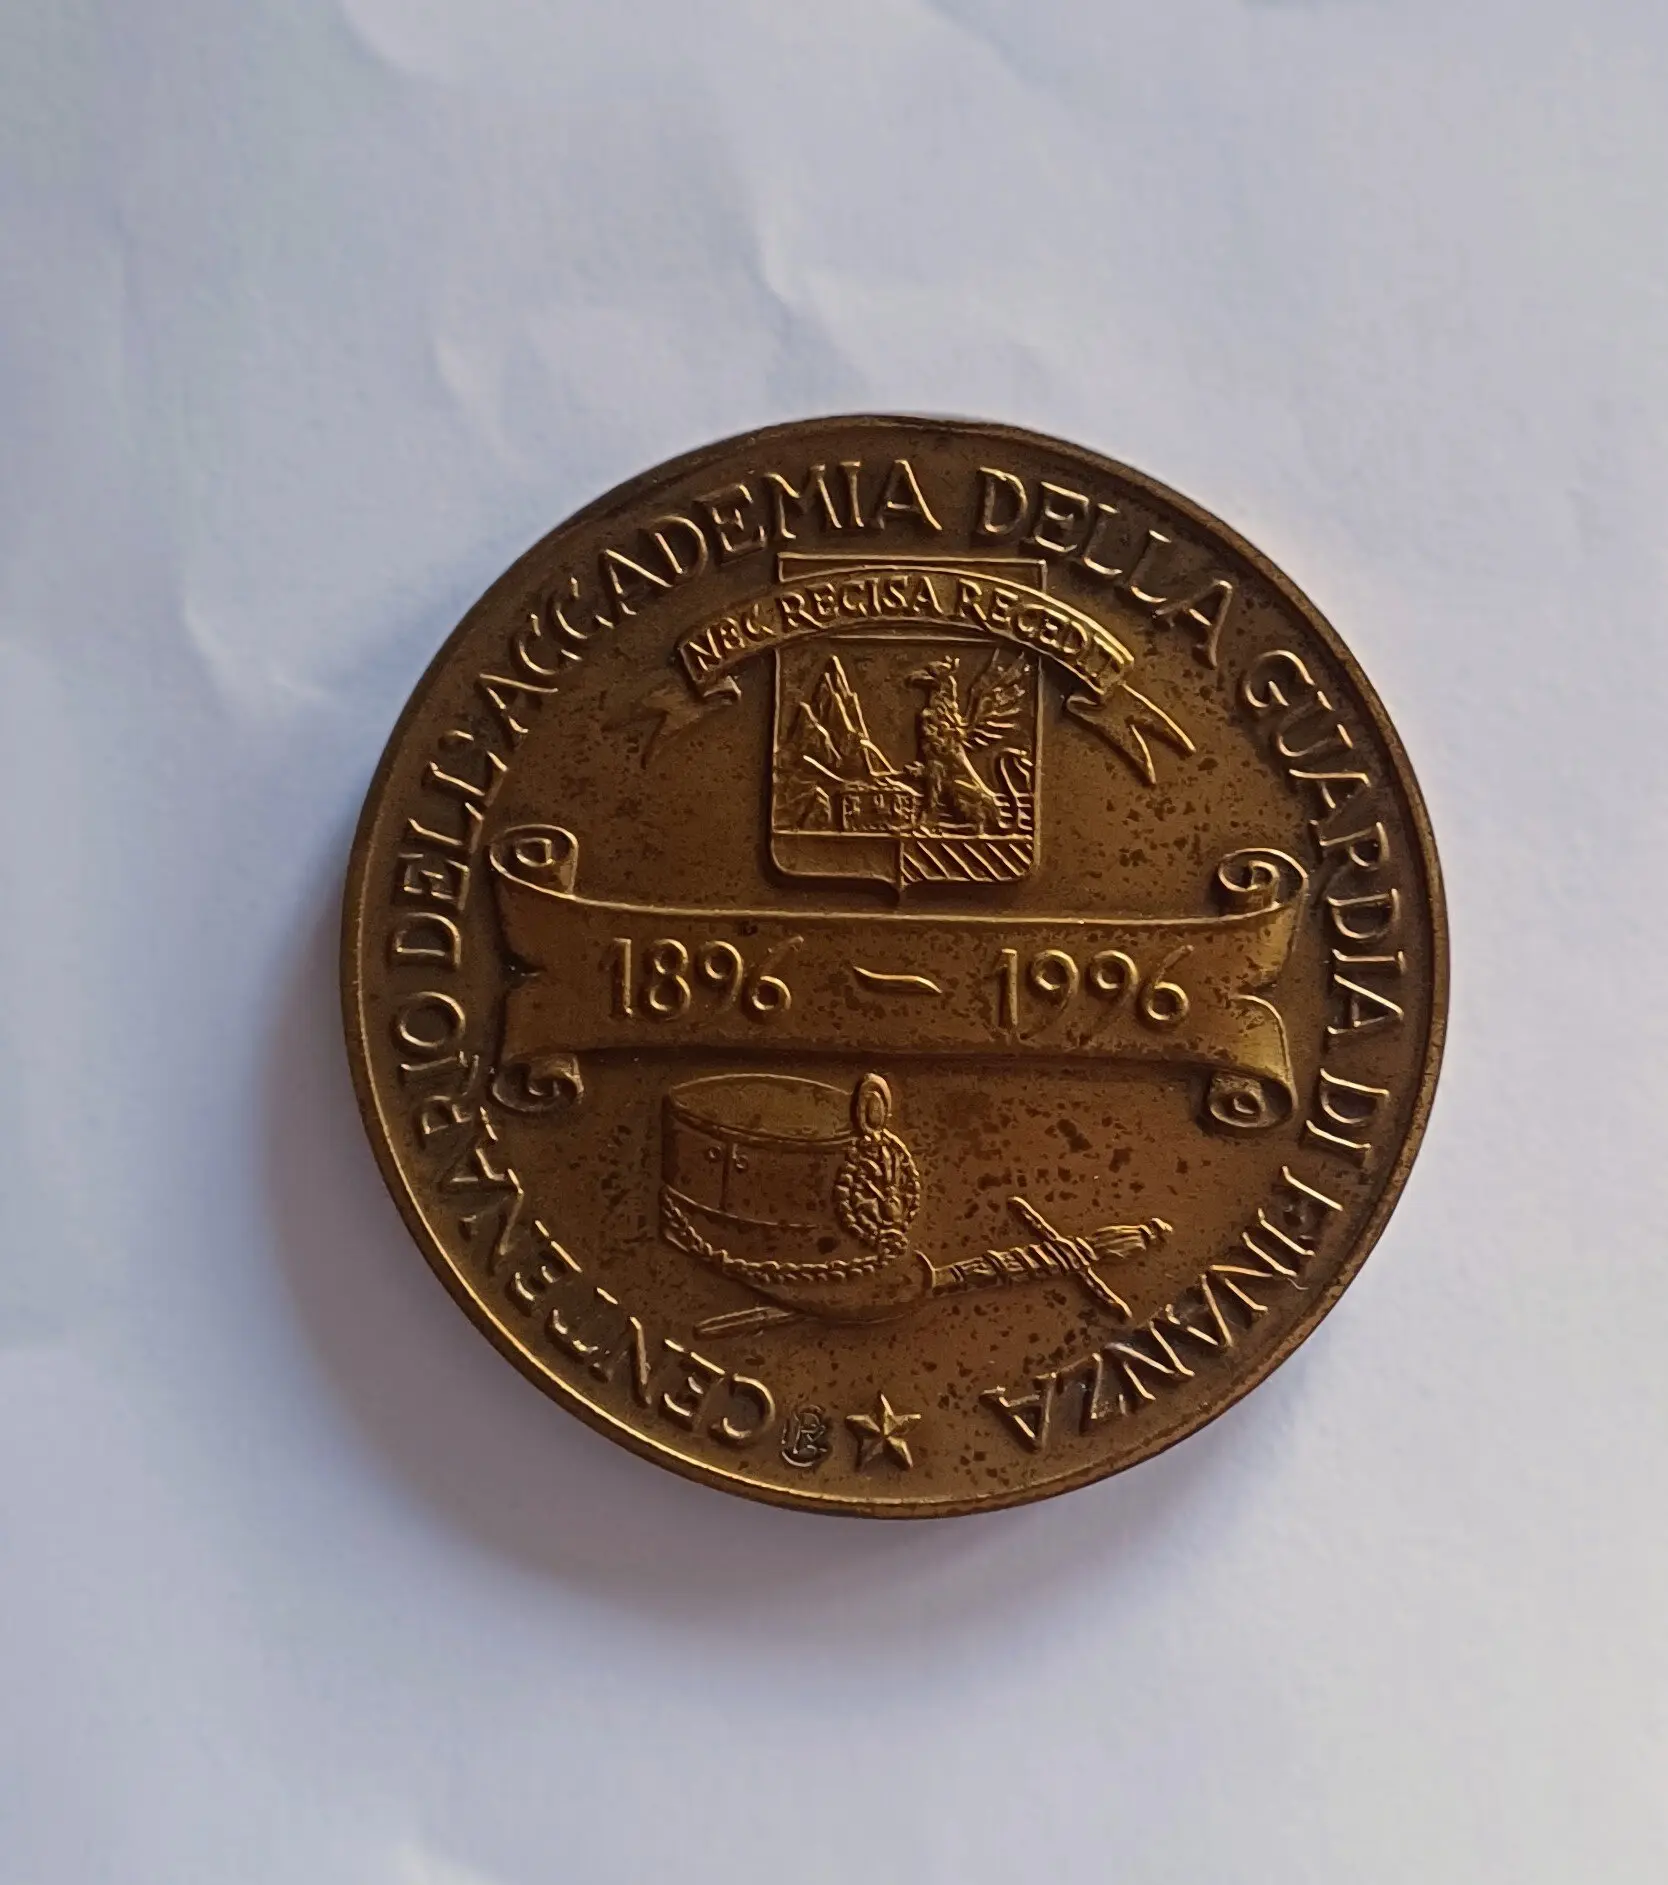 CENTENARIO DELL'ACCADEMIA DELLA GUARDIA DI FINANZA
NEC RECISA RECEDIT
1896 - 1996